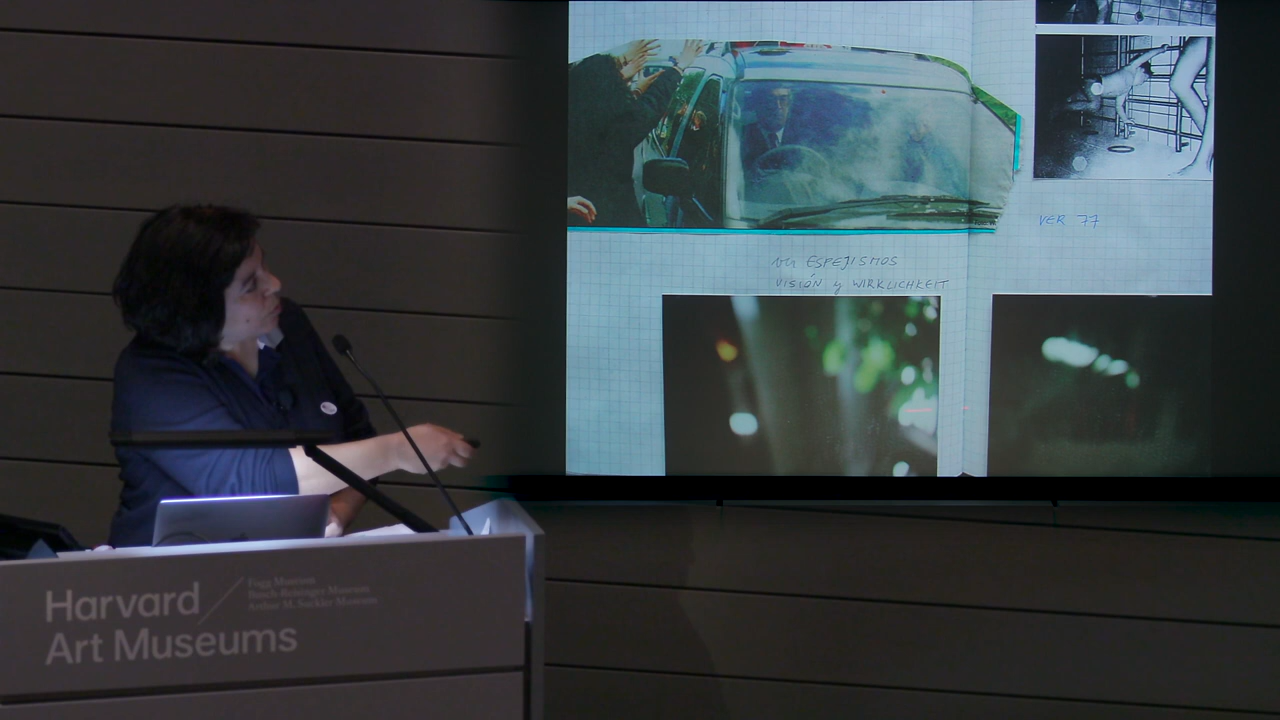 VER 77
ESPEJISMOS
VISIÓN y WIRKLICHKEIT
Harvard
Art Museums
Fogg Museum
Busch-Reisinger Museum
Arthur M. Sackler Museum